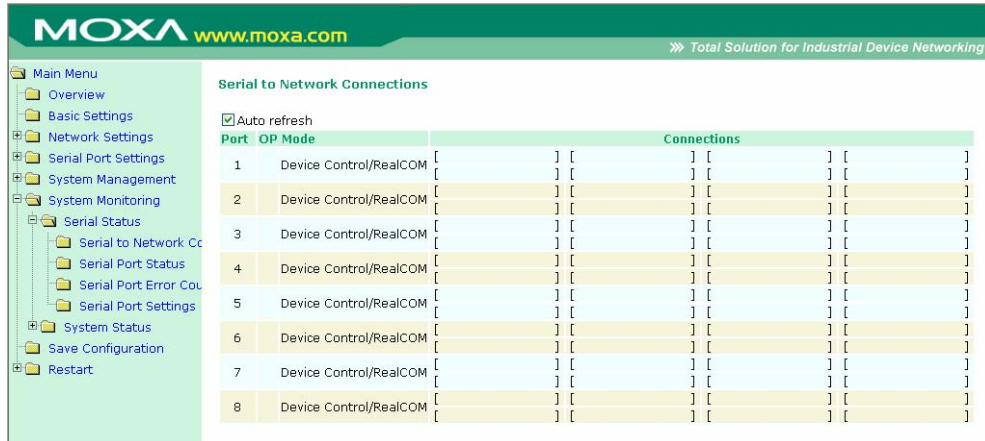 MOXA www.moxa.com
Total Solution for Industrial Device Networking
Main Menu
Overview
Basic Settings
Network Settings
Serial Port Settings
System Management
System Monitoring
Serial Status
Serial to Network Co
Serial Port Status
Serial Port Error Cou
Serial Port Settings
System Status
Save Configuration
Restart
Serial to Network Connections
Auto refresh
Port OP Mode Connections
1 Device Control/RealCOM [ ] [ ] [ ] [ ]
[ ] [ ] [ ] [ ]
2 Device Control/RealCOM [ ] [ ] [ ] [ ]
[ ] [ ] [ ] [ ]
3 Device Control/RealCOM [ ] [ ] [ ] [ ]
[ ] [ ] [ ] [ ]
4 Device Control/RealCOM [ ] [ ] [ ] [ ]
[ ] [ ] [ ] [ ]
5 Device Control/RealCOM [ ] [ ] [ ] [ ]
[ ] [ ] [ ] [ ]
6 Device Control/RealCOM [ ] [ ] [ ] [ ]
[ ] [ ] [ ] [ ]
7 Device Control/RealCOM [ ] [ ] [ ] [ ]
[ ] [ ] [ ] [ ]
8 Device Control/RealCOM [ ] [ ] [ ] [ ]
[ ] [ ] [ ] [ ]